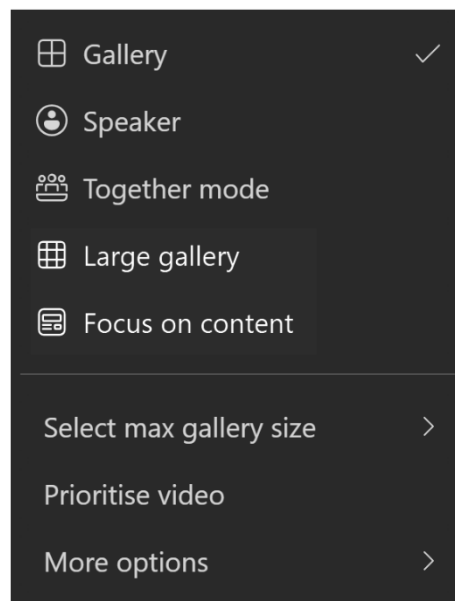 Gallery
Speaker
Together mode
Large gallery
Focus on content
Select max gallery size
Prioritise video
More options